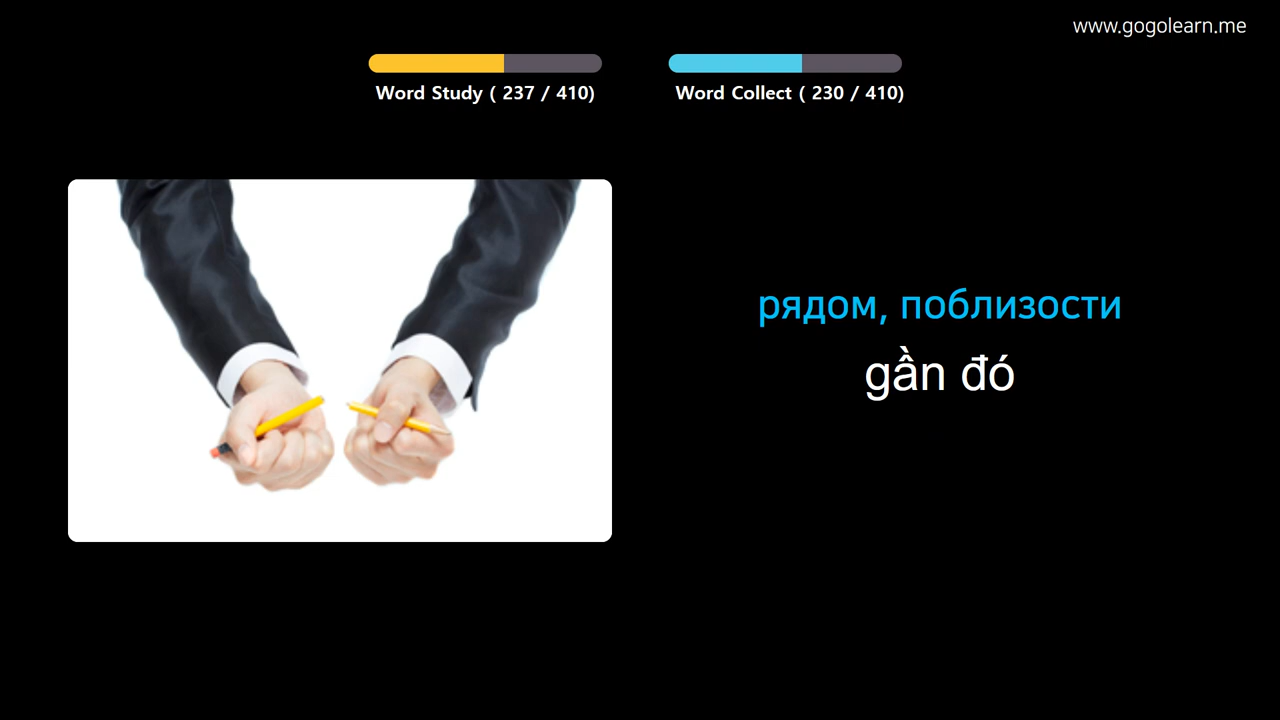 www.gogolearn.me
Word Study ( 237 / 410)
Word Collect ( 230 / 410)
рядом, поблизости
gần đó